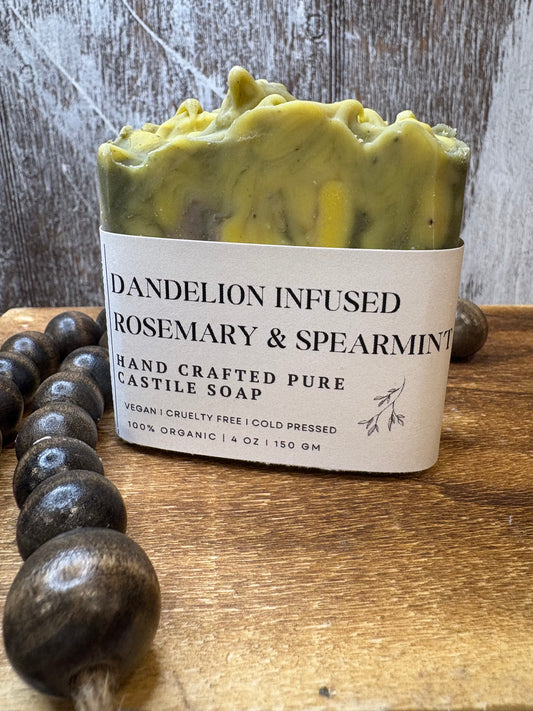 DANDELION INFUSED
ROSEMARY & SPEARMINT
HAND CRAFTED PURE
CASTILE SOAP
VEGAN | CRUELTY FREE | COLD PRESSED
100% ORGANIC | 4 OZ | 150 GM